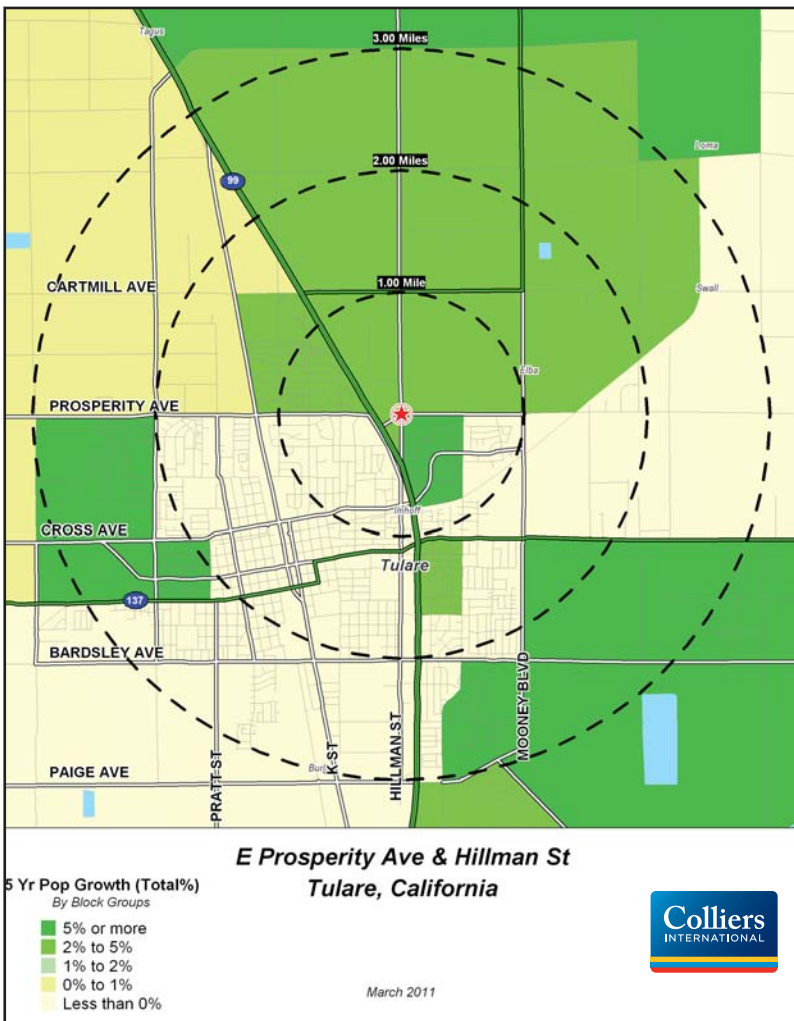 Tagus
3.00 Miles
Loma
2.00 Miles
99
CARTMILL AVE
1.00 Mile
Swall
Elba
PROSPERITY AVE
Imhoff
CROSS AVE
Tulare
137
BARDSLEY AVE
MOONEY BLVD
HILLMAN ST
K ST
PRATT ST
PAIGE AVE
E Prosperity Ave & Hillman St
Tulare, California
5 Yr Pop Growth (Total%)
By Block Groups
5% or more
2% to 5%
1% to 2%
0% to 1%
Less than 0%
March 2011
Colliers
INTERNATIONAL